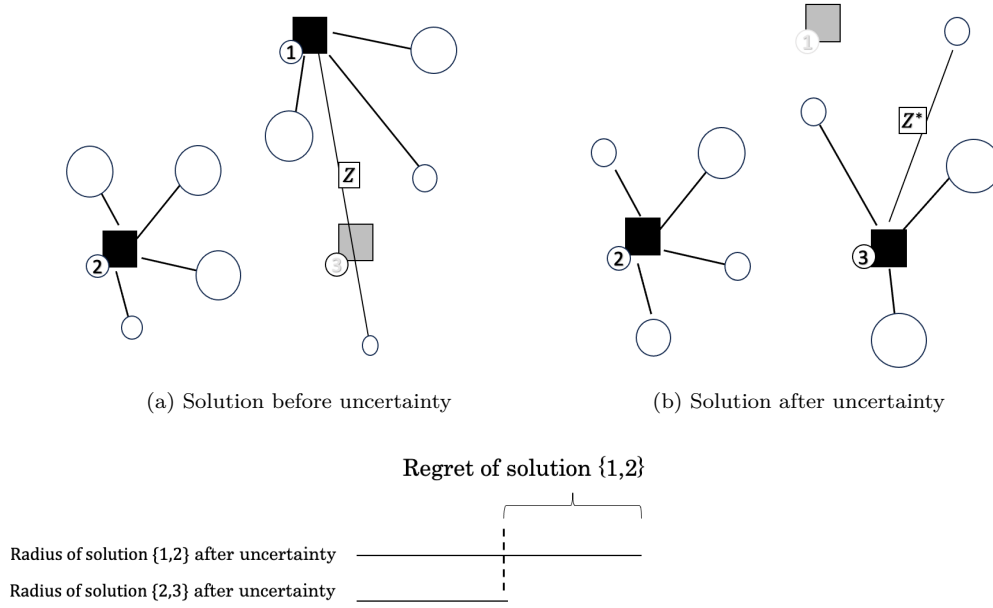 1
Z
2
3
(a) Solution before uncertainty
1
Z*
2
3
(b) Solution after uncertainty
Regret of solution {1,2}
Radius of solution {1,2} after uncertainty
Radius of solution {2,3} after uncertainty